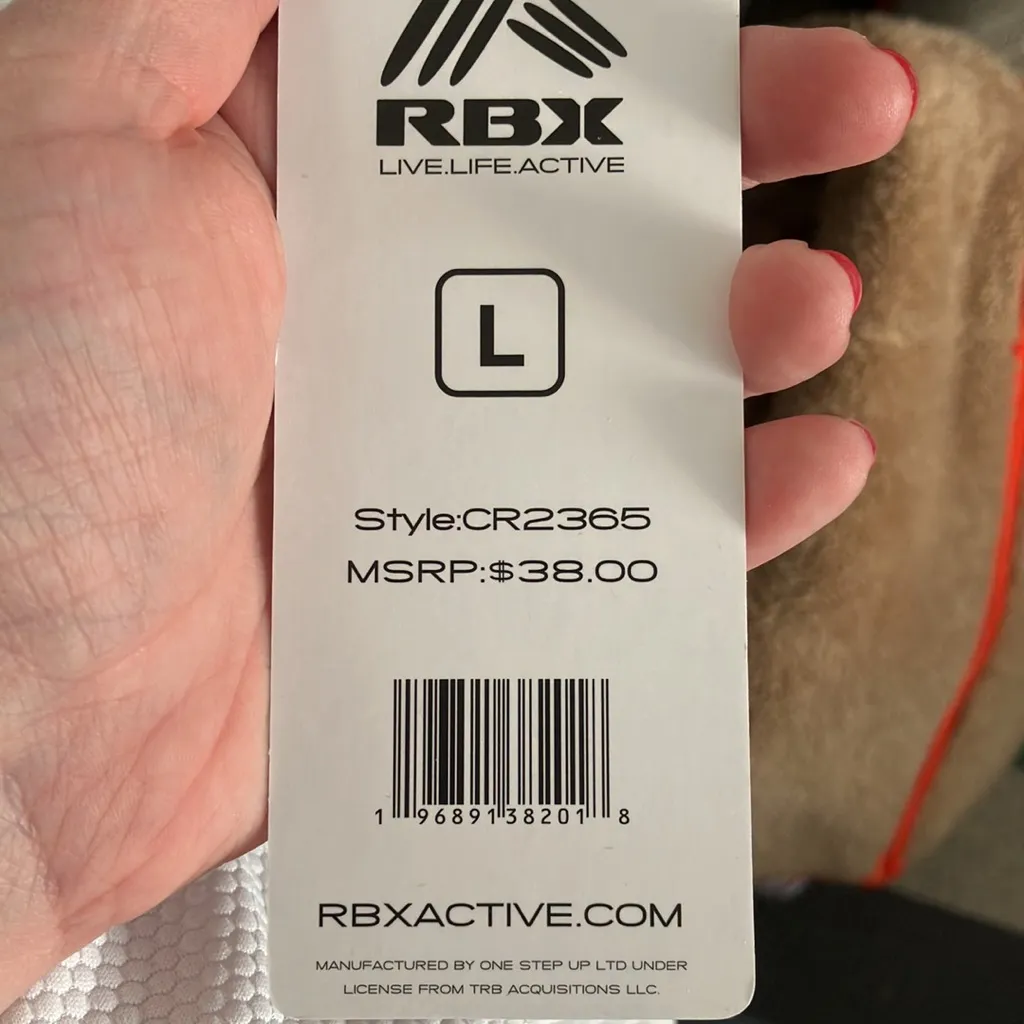 RBX
LIVE.LIFE.ACTIVE
L
Style:CR2365
MSRP:$38.00
1 96891 38201 8
RBXACTIVE.COM
MANUFACTURED BY ONE STEP UP LTD UNDER
LICENSE FROM TRB ACQUISITIONS LLC.